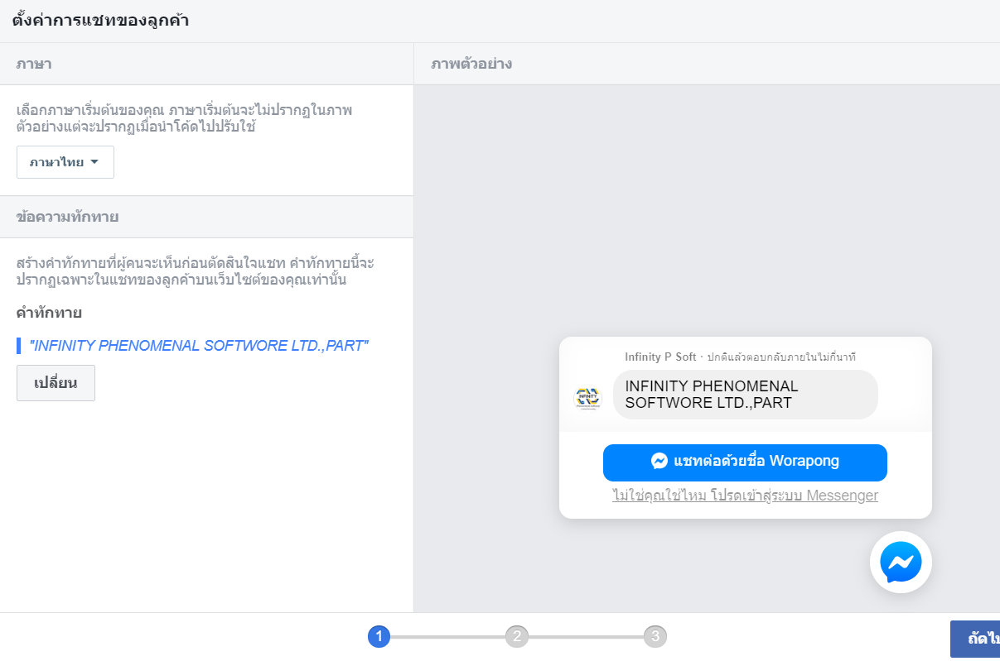 ตั้งค่าการแชทของลูกค้า
ภาษา
ภาพตัวอย่าง
เลือกภาษาเริ่มต้นของคุณ ภาษาเริ่มต้นจะไม่ปรากฏในภาพ
ตัวอย่างแต่จะปรากฏเมื่อนำโค้ดไปปรับใช้
ภาษาไทย
ข้อความทักทาย
สร้างคำทักทายที่ผู้คนจะเห็นก่อนตัดสินใจแชท คำทักทายนี้จะ
ปรากฏเฉพาะในแชทของลูกค้าบนเว็บไซต์ของคุณเท่านั้น
คำทักทาย
"INFINITY PHENOMENAL SOFTWORE LTD.,PART"
เปลี่ยน
Infinity P Soft · ปกติแล้วตอบกลับภายในไม่กี่นาที
INFINITY
INFINITY PHENOMENAL
SOFTWORE LTD.,PART
แชทต่อด้วยชื่อ Worapong
ไม่ใช่คุณใช่ไหม โปรดเข้าสู่ระบบ Messenger
1
2
3